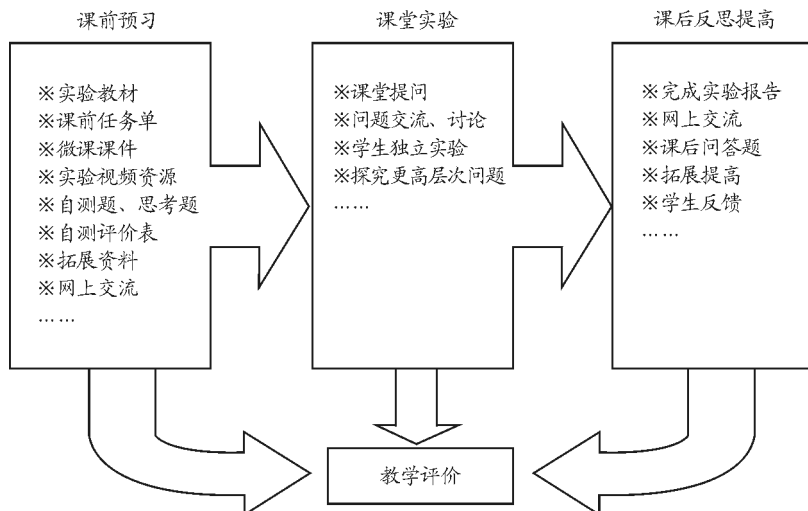 课前预习
※实验教材
※课前任务单
※微课课件
※实验视频资源
※自测题、思考题
※自测评价表
※拓展资料
※网上交流
……
课堂实验
※课堂提问
※问题交流、讨论
※学生独立实验
※探究更高层次问题
……
课后反思提高
※完成实验报告
※网上交流
※课后问答题
※拓展提高
※学生反馈
……
教学评价